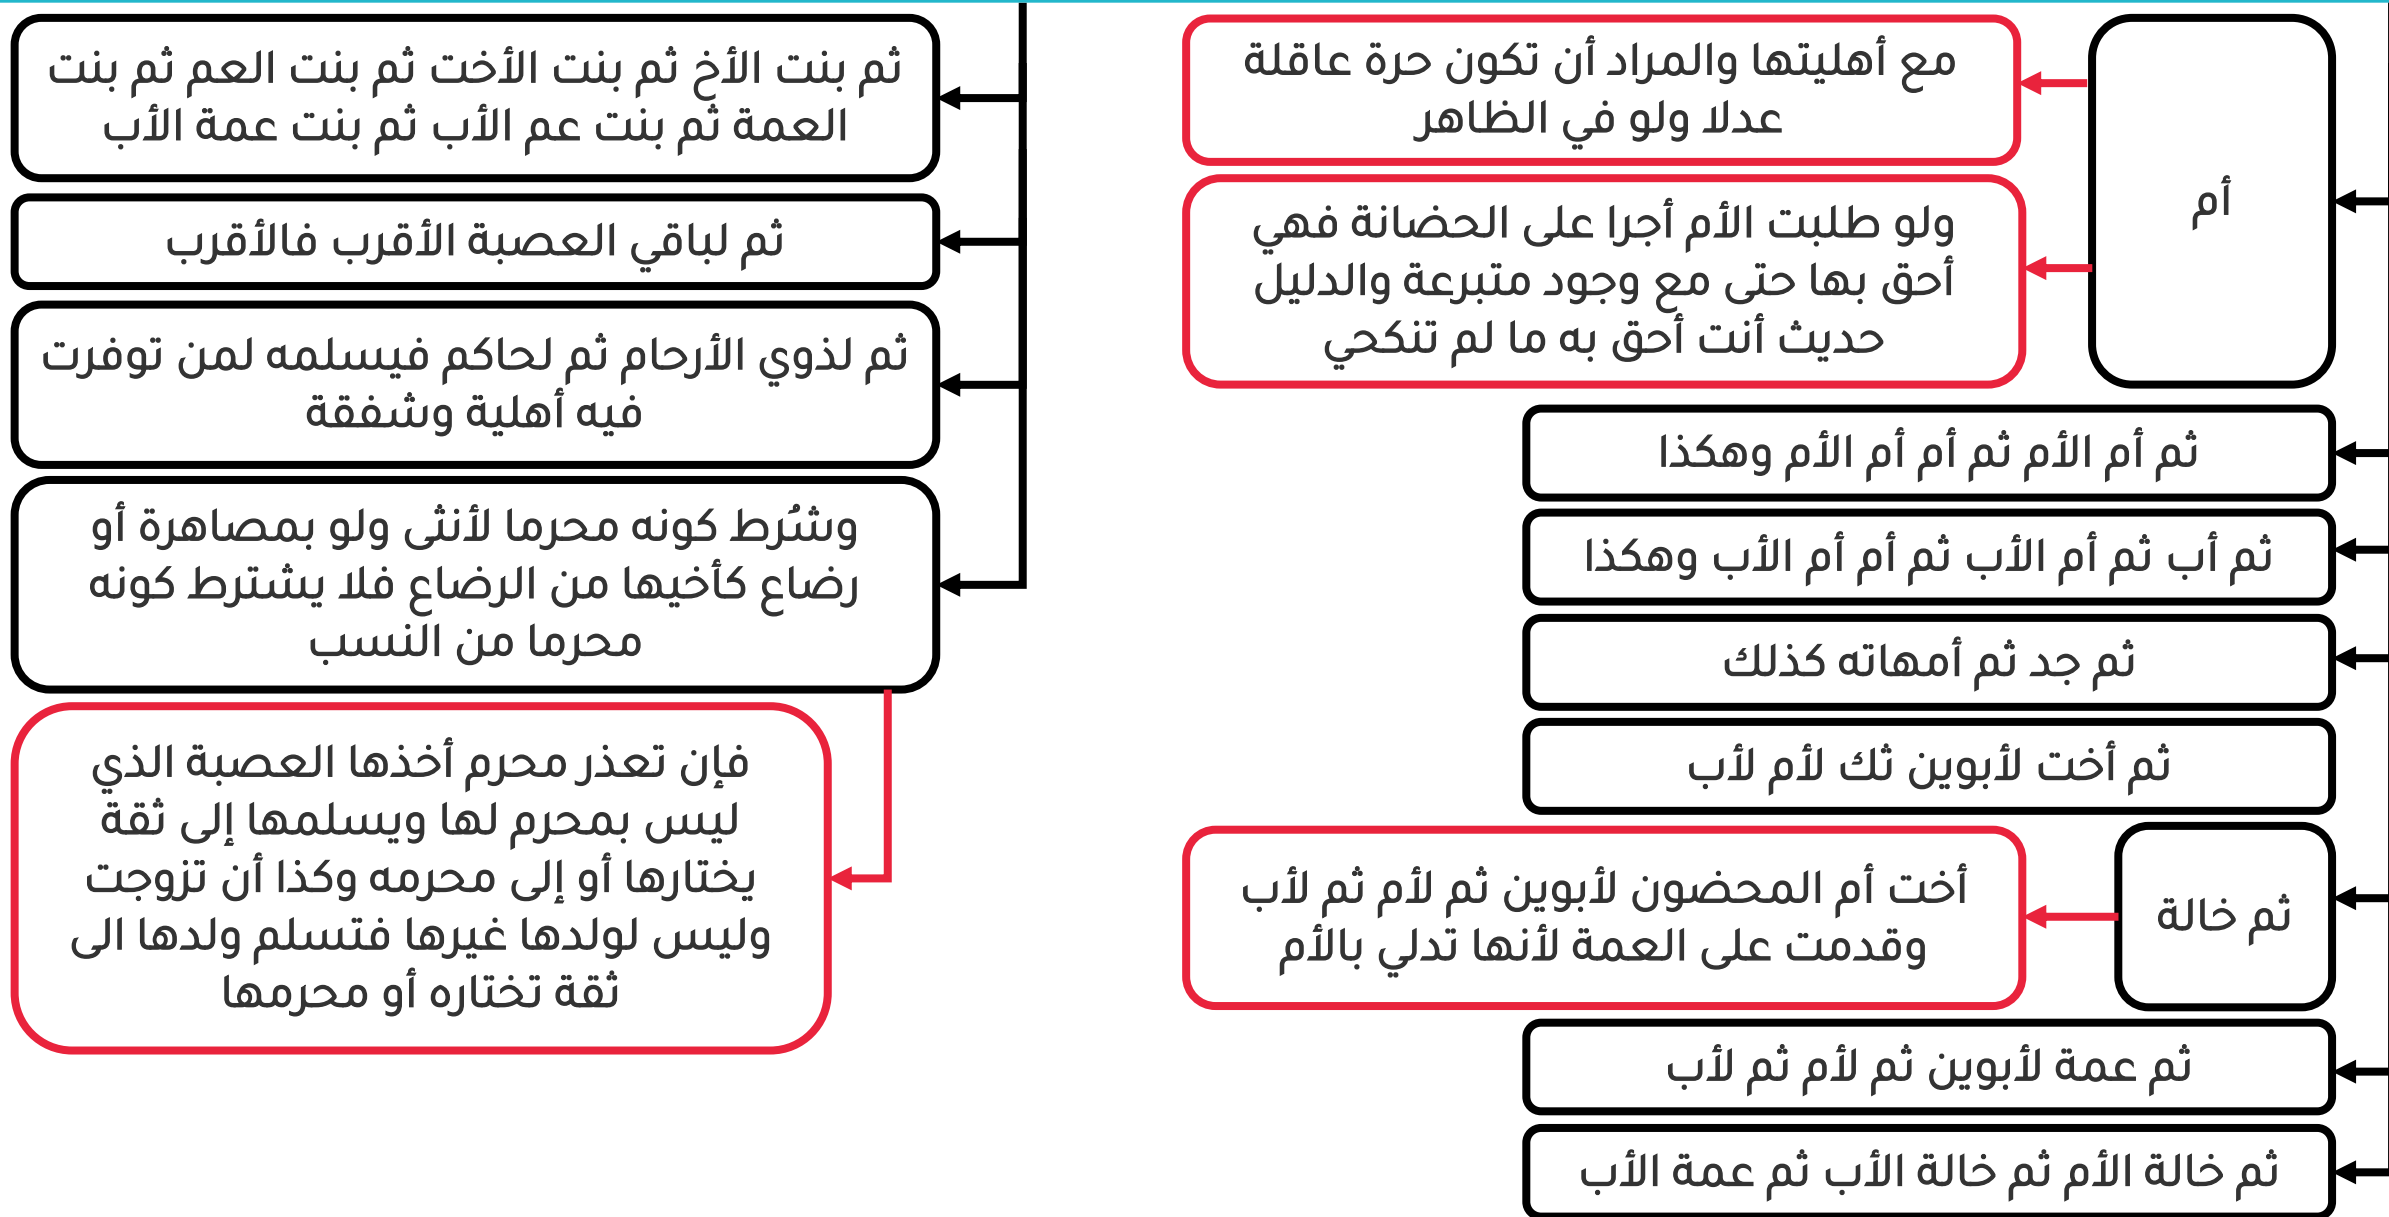 أم
مع أهليتها والمراد أن تكون حرة عاقلة
عدلا ولو في الظاهر
ولو طلبت الأم أجرا على الحضانة فهي
أحق بها حتى مع وجود متبرعة والدليل
حديث أنت أحق به ما لم تنكحي
ثم أم الأم ثم أم أم الأم وهكذا
ثم أب ثم أم الأب ثم أم أم الأب وهكذا
ثم جد ثم أمهاته كذلك
ثم أخت لأبوين ثك لأم لأب
ثم خالة
أخت أم المحضون لأبوين ثم لأم ثم لأب
وقدمت على العمة لأنها تدلي بالأم
ثم عمة لأبوين ثم لأم ثم لأب
ثم خالة الأم ثم خالة الأب ثم عمة الأب
ثم بنت الأخ ثم بنت الأخت ثم بنت العم ثم بنت
العمة ثم بنت عم الأب ثم بنت عمة الأب
ثم لباقي العصبة الأقرب فالأقرب
ثم لذوي الأرحام ثم لحاكم فيسلمه لمن توفرت
فيه أهلية وشفقة
وشُرط كونه محرما لأنثى ولو بمصاهرة أو
رضاع كأخيها من الرضاع فلا يشترط كونه
محرما من النسب
فإن تعذر محرم أخذها العصبة الذي
ليس بمحرم لها ويسلمها إلى ثقة
يختارها أو إلى محرمه وكذا أن تزوجت
وليس لولدها غيرها فتسلم ولدها الى
ثقة تختاره أو محرمها